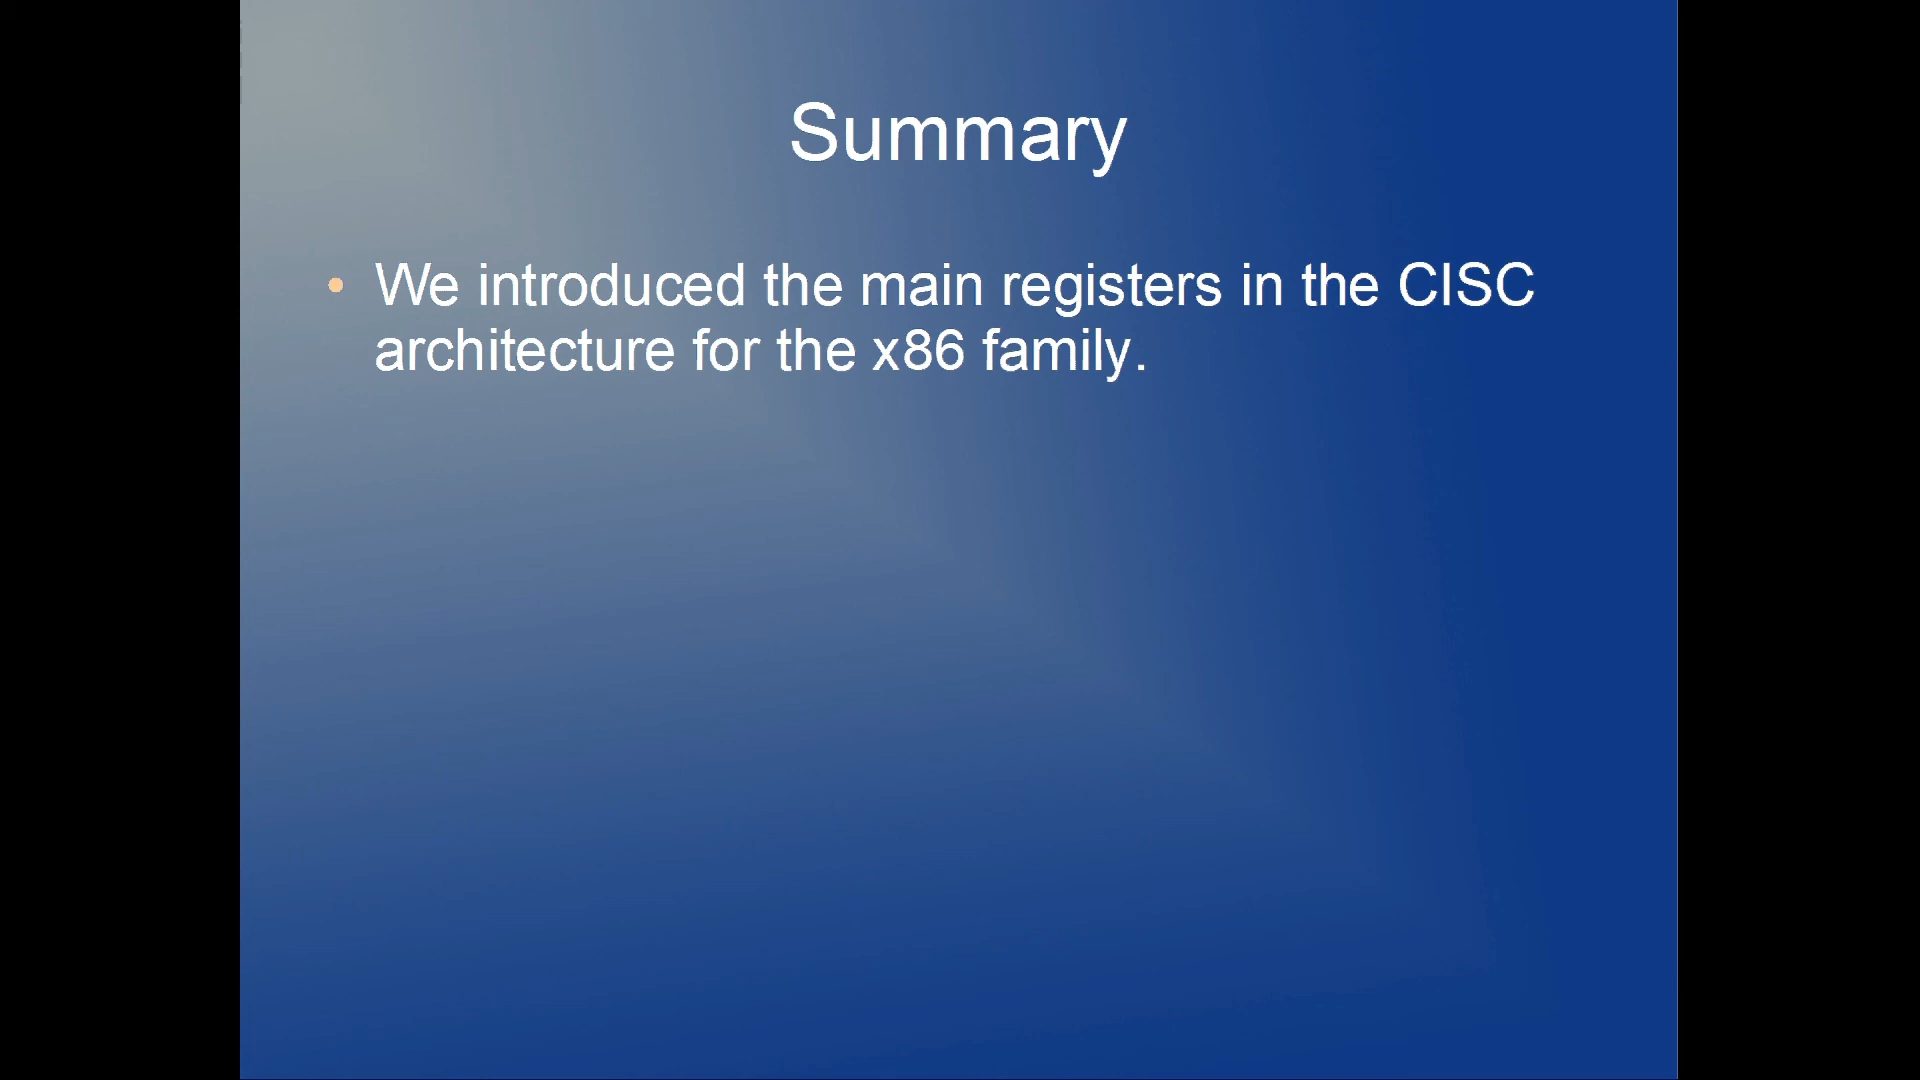 Summary
We introduced the main registers in the CISC
architecture for the x86 family.